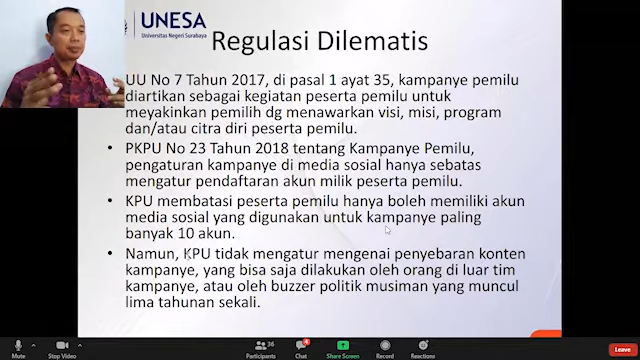 UNESA
Universitas Negeri Surabaya
Regulasi Dilematis
UU No 7 Tahun 2017, di pasal 1 ayat 35, kampanye pemilu
diartikan sebagai kegiatan peserta pemilu untuk
meyakinkan pemilih dg menawarkan visi, misi, program
dan/atau citra diri peserta pemilu.
• PKPU No 23 Tahun 2018 tentang Kampanye Pemilu,
pengaturan kampanye di media sosial hanya sebatas
mengatur pendaftaran akun milik peserta pemilu.
• KPU membatasi peserta pemilu hanya boleh memiliki akun
media sosial yang digunakan untuk kampanye paling
banyak 10 akun.
• Namun, KPU tidak mengatur mengenai penyebaran konten
kampanye, yang bisa saja dilakukan oleh orang di luar tim
kampanye, atau oleh buzzer politik musiman yang muncul
lima tahunan sekali.
Mute
Stop Video
Participants
36
Chat
4
Share Screen
Record
Reactions
Leave